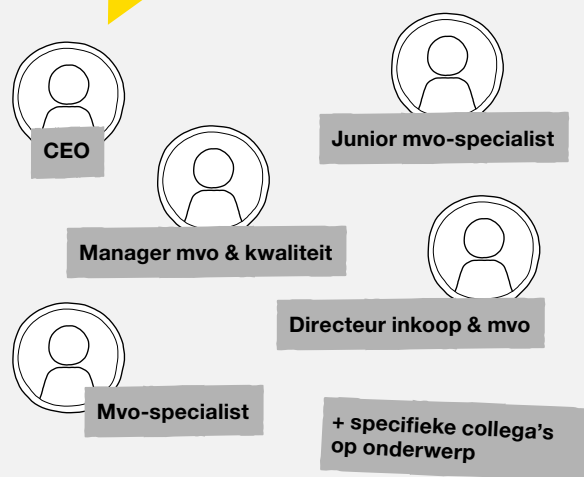 CEO
Junior mvo-specialist
Manager mvo & kwaliteit
Directeur inkoop & mvo
Mvo-specialist
+ specifieke collega's
op onderwerp